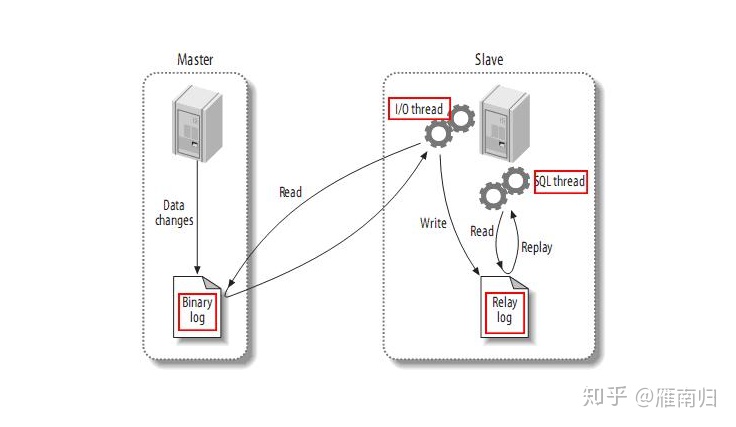 Master
Slave
I/O thread
SQL thread
Read
Data
changes
Write
Read
Replay
Binary
log
Relay
log
知乎 @雁南归